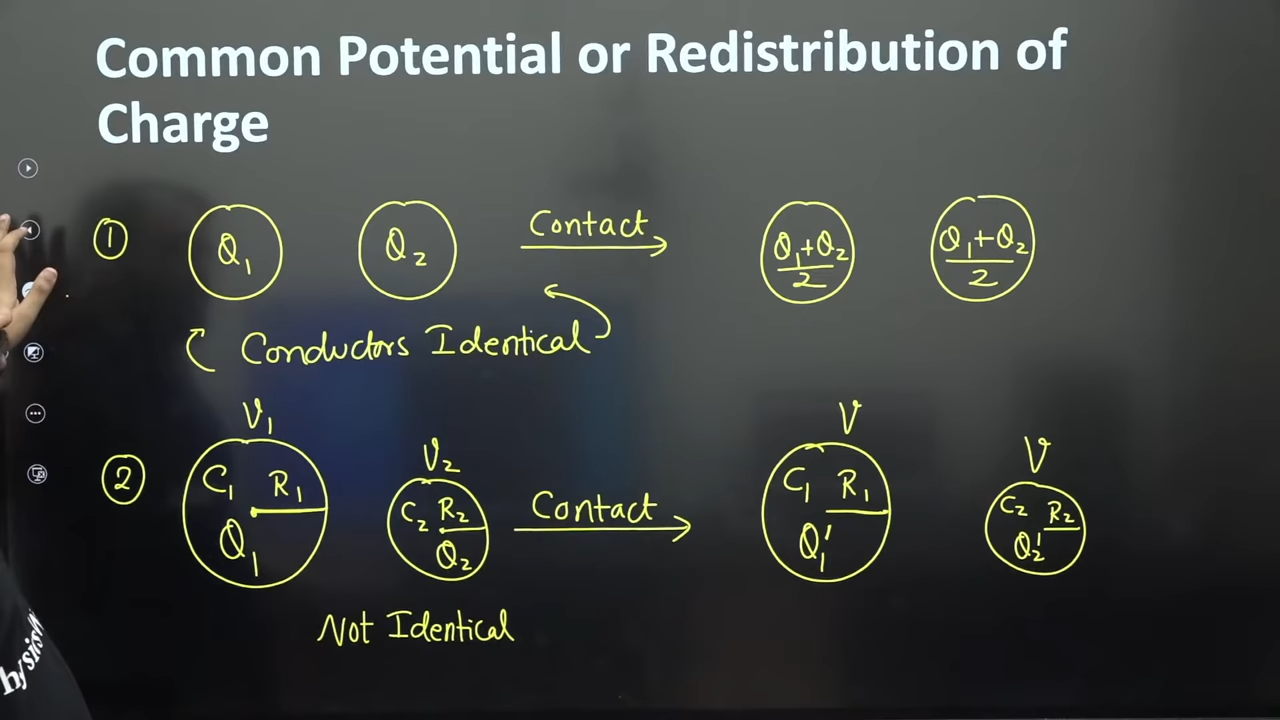 Common Potential or Redistribution of
Charge
① Q₁ Q₂ Contact Q₁+Q₂/2 Q₁+Q₂/2
Conductors Identical
V₁ V₂ V V
② C₁ R₁ Q₁ C₂ R₂ Q₂ Contact C₁ R₁ Q₁' C₂ R₂ Q₂'
Not Identical